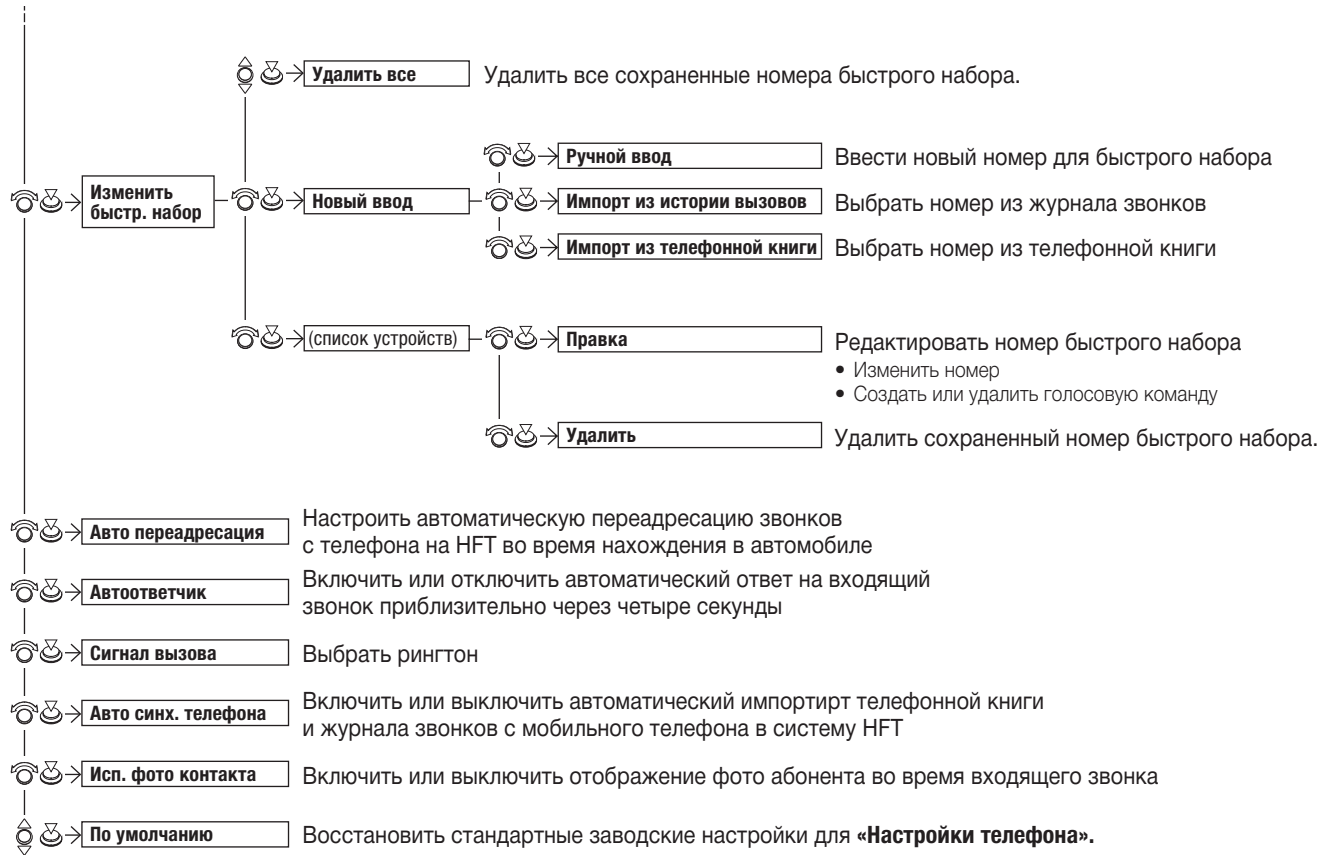 Удалить все Удалить все сохраненные номера быстрого набора.
Ручной ввод Ввести новый номер для быстрого набора
Изменить
быстр. набор
Новый ввод Импорт из истории вызовов Выбрать номер из журнала звонков
Импорт из телефонной книги Выбрать номер из телефонной книги
(список устройств) Правка Редактировать номер быстрого набора
• Изменить номер
• Создать или удалить голосовую команду
Удалить Удалить сохраненный номер быстрого набора.
Авто переадресация Настроить автоматическую переадресацию звонков
с телефона на HFT во время нахождения в автомобиле
Автоответчик Включить или отключить автоматический ответ на входящий
звонок приблизительно через четыре секунды
Сигнал вызова Выбрать рингтон
Авто синх. телефона Включить или выключить автоматический импортирт телефонной книги
и журнала звонков с мобильного телефона в систему HFT
Исп. фото контакта Включить или выключить отображение фото абонента во время входящего звонка
По умолчанию Восстановить стандартные заводские настройки для «Настройки телефона».